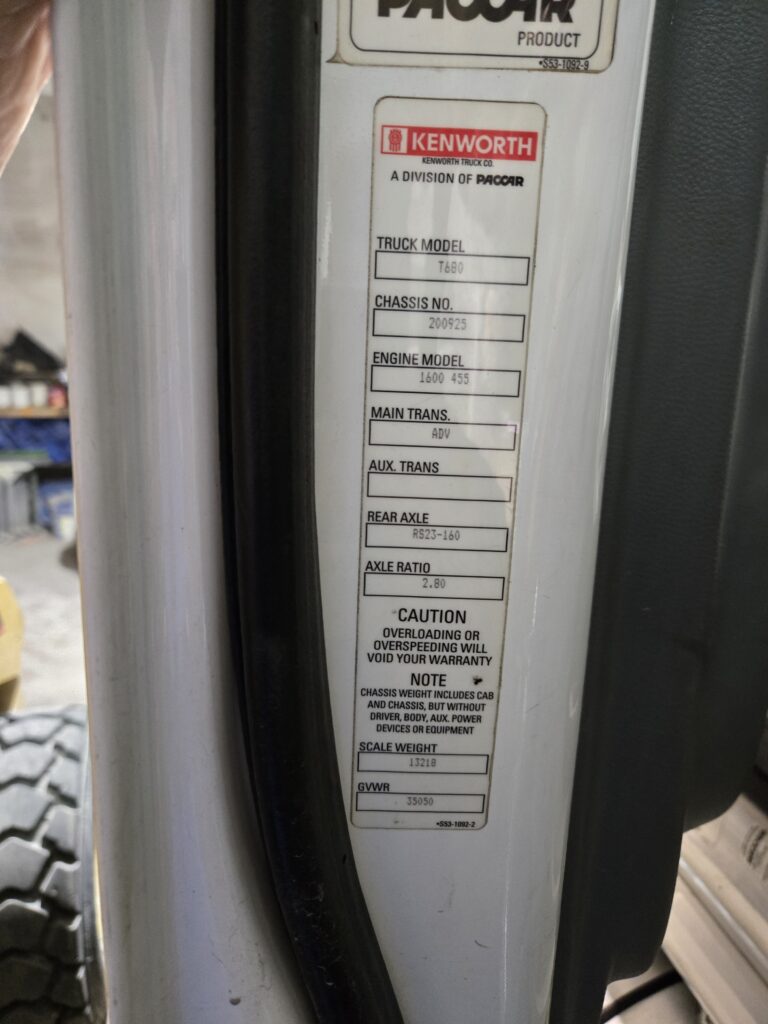 PACCAR
PRODUCT
*S53-1092-9
KENWORTH
KENWORTH TRUCK CO.
A DIVISION OF PACCAR
TRUCK MODEL
T680
CHASSIS NO.
200925
ENGINE MODEL
1600 455
MAIN TRANS.
ADV
AUX. TRANS
REAR AXLE
RS23-160
AXLE RATIO
2.80
CAUTION
OVERLOADING OR
OVERSPEEDING WILL
VOID YOUR WARRANTY
NOTE
CHASSIS WEIGHT INCLUDES CAB
AND CHASSIS, BUT WITHOUT
DRIVER, BODY, AUX. POWER
DEVICES OR EQUIPMENT
SCALE WEIGHT
13218
GVWR
35050
*S53-1092-2